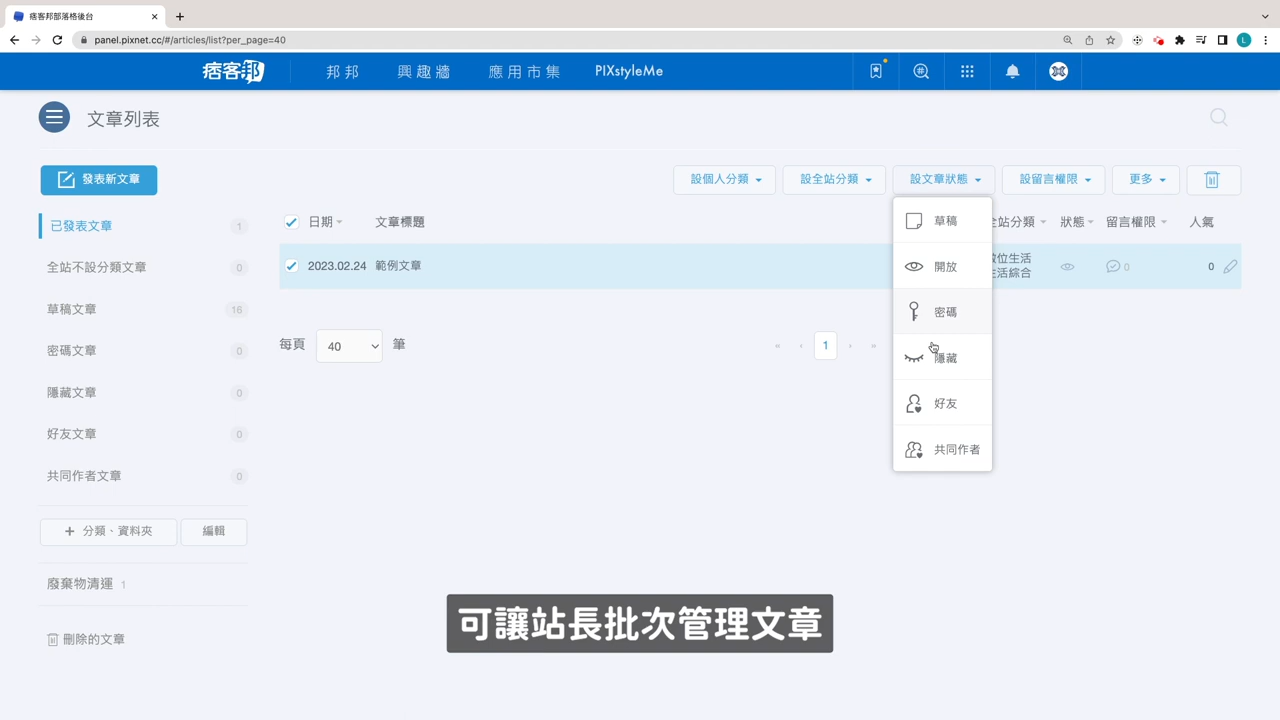 痞客邦部落格後台
panel.pixnet.cc/#/articles/list?per_page=40
L
痞客邦
邦邦
興趣牆
應用市集
PIXstyleMe
文章列表
發表新文章
設個人分類
設全站分類
設文章狀態
設留言權限
更多
已發表文章 1
全站不設分類文章 0
草稿文章 16
密碼文章 0
隱藏文章 0
好友文章 0
共同作者文章 0
+ 分類、資料夾
編輯
廢棄物清運 1
刪除的文章
日期
文章標題
全站分類
狀態
留言權限
人氣
2023.02.24
範例文章
數位生活
生活綜合
0
0
每頁
40
筆
«
‹
1
›
»
草稿
開放
密碼
隱藏
好友
共同作者
可讓站長批次管理文章